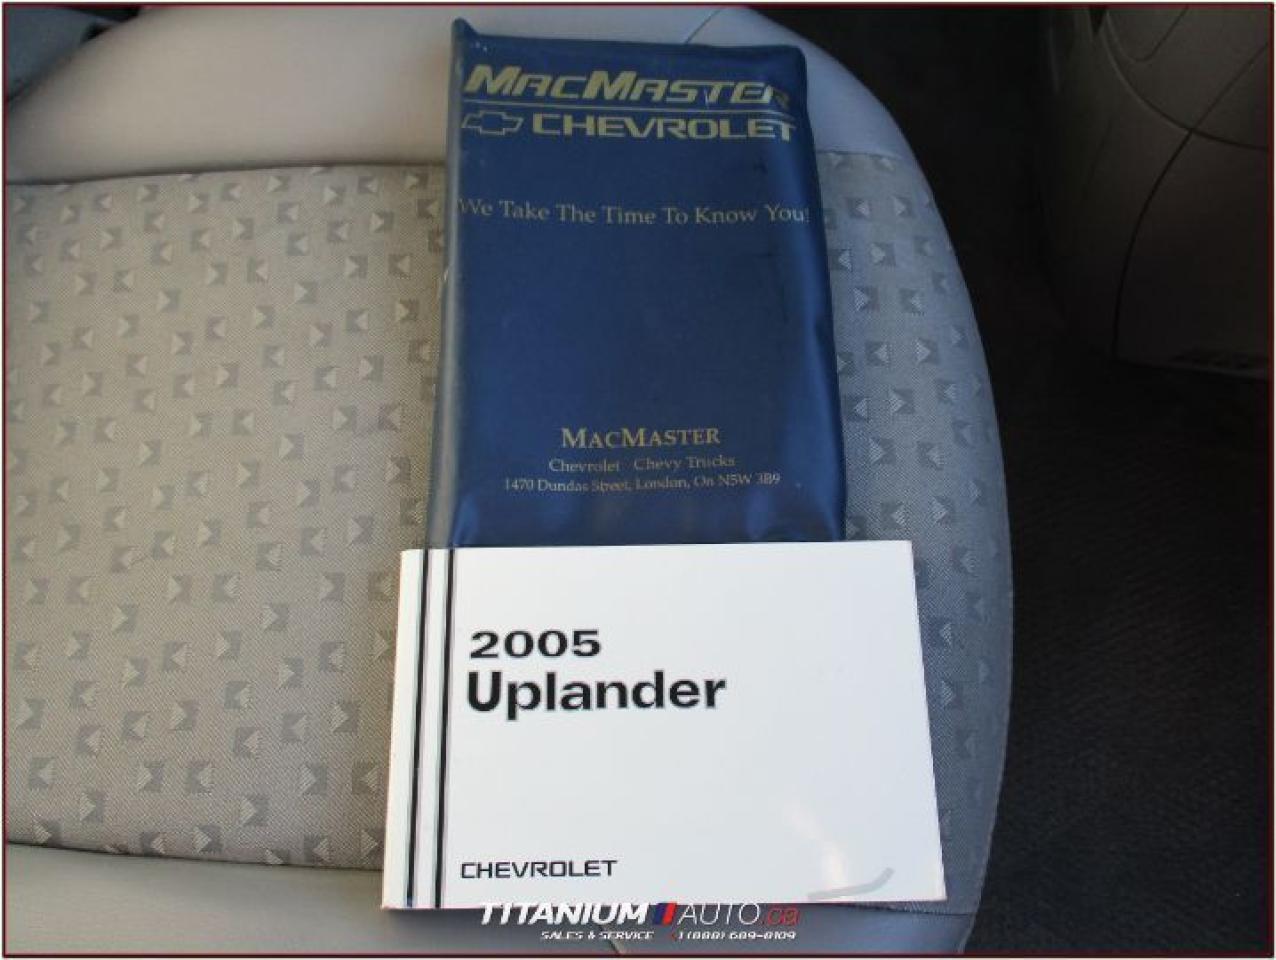 MACMASTER
CHEVROLET
We Take The Time To Know You!
MACMASTER
Chevrolet Chevy Trucks
1470 Dundas Street, London, On N5W 3B9
2005
Uplander
CHEVROLET
TITANIUM AUTO.ca
SALES & SERVICE 1 (888) 689-8109